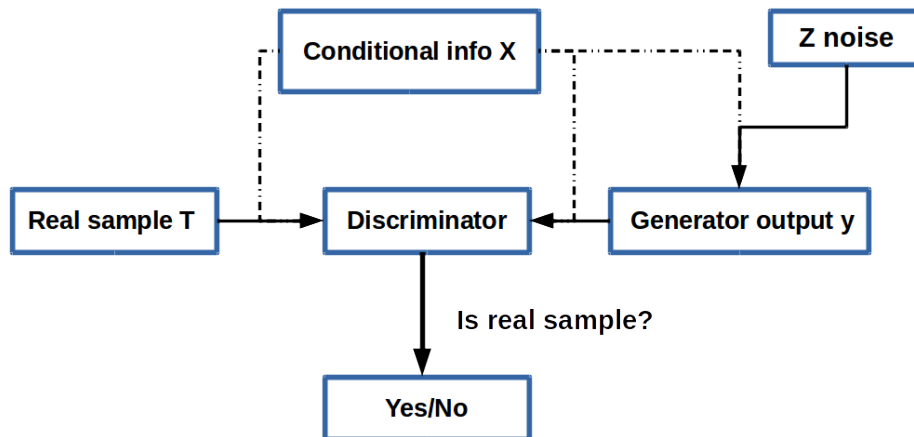 Conditional info X
Z noise
Real sample T
Discriminator
Generator output y
Is real sample?
Yes/No